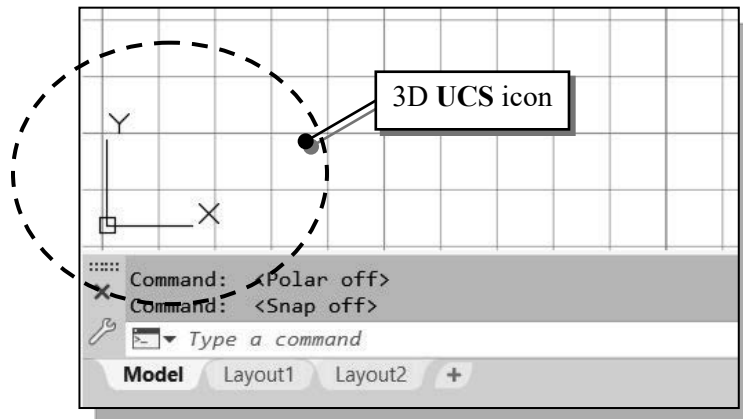 3D UCS icon
Y
X
Command: <Polar off>
Command: <Snap off>
>_ Type a command
Model Layout1 Layout2 +